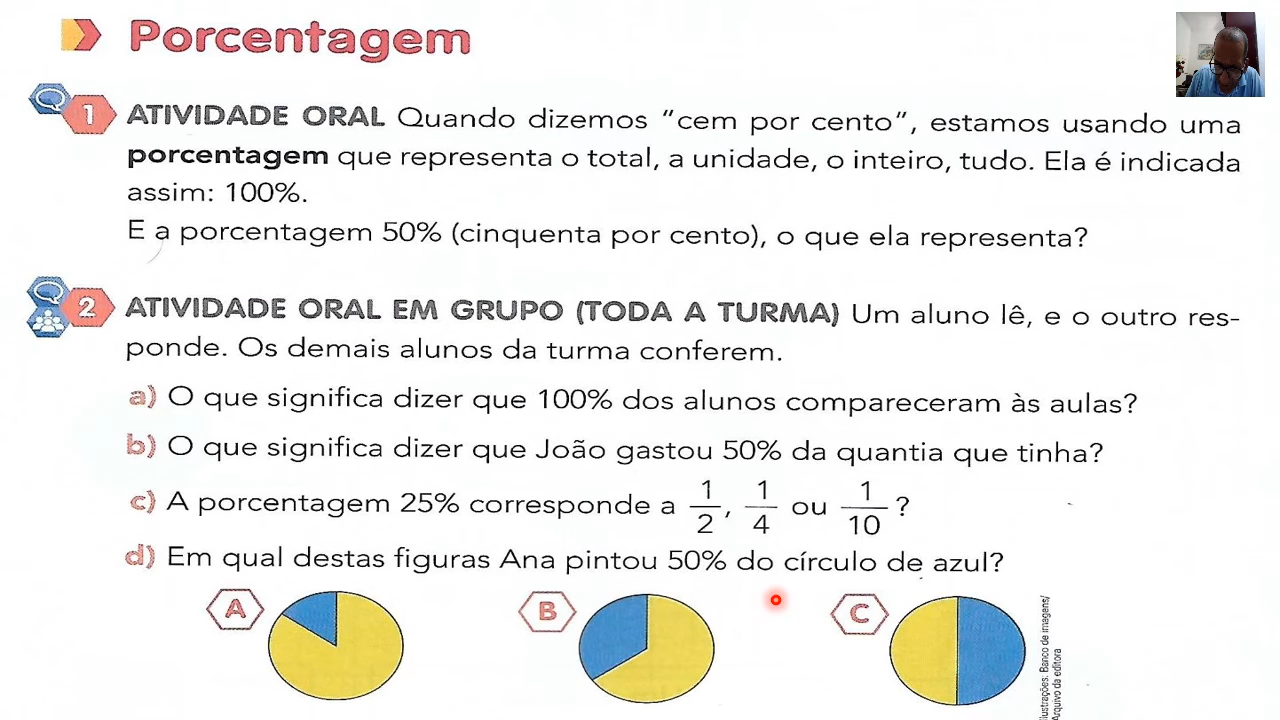 Porcentagem
1 ATIVIDADE ORAL Quando dizemos “cem por cento”, estamos usando uma
porcentagem que representa o total, a unidade, o inteiro, tudo. Ela é indicada
assim: 100%.
E a porcentagem 50% (cinquenta por cento), o que ela representa?
2 ATIVIDADE ORAL EM GRUPO (TODA A TURMA) Um aluno lê, e o outro res-
ponde. Os demais alunos da turma conferem.
a) O que significa dizer que 100% dos alunos compareceram às aulas?
b) O que significa dizer que João gastou 50% da quantia que tinha?
c) A porcentagem 25% corresponde a 1/2, 1/4 ou 1/10?
d) Em qual destas figuras Ana pintou 50% do círculo de azul?
A B C
Ilustrações: Banco de imagens/
Arquivo da editora